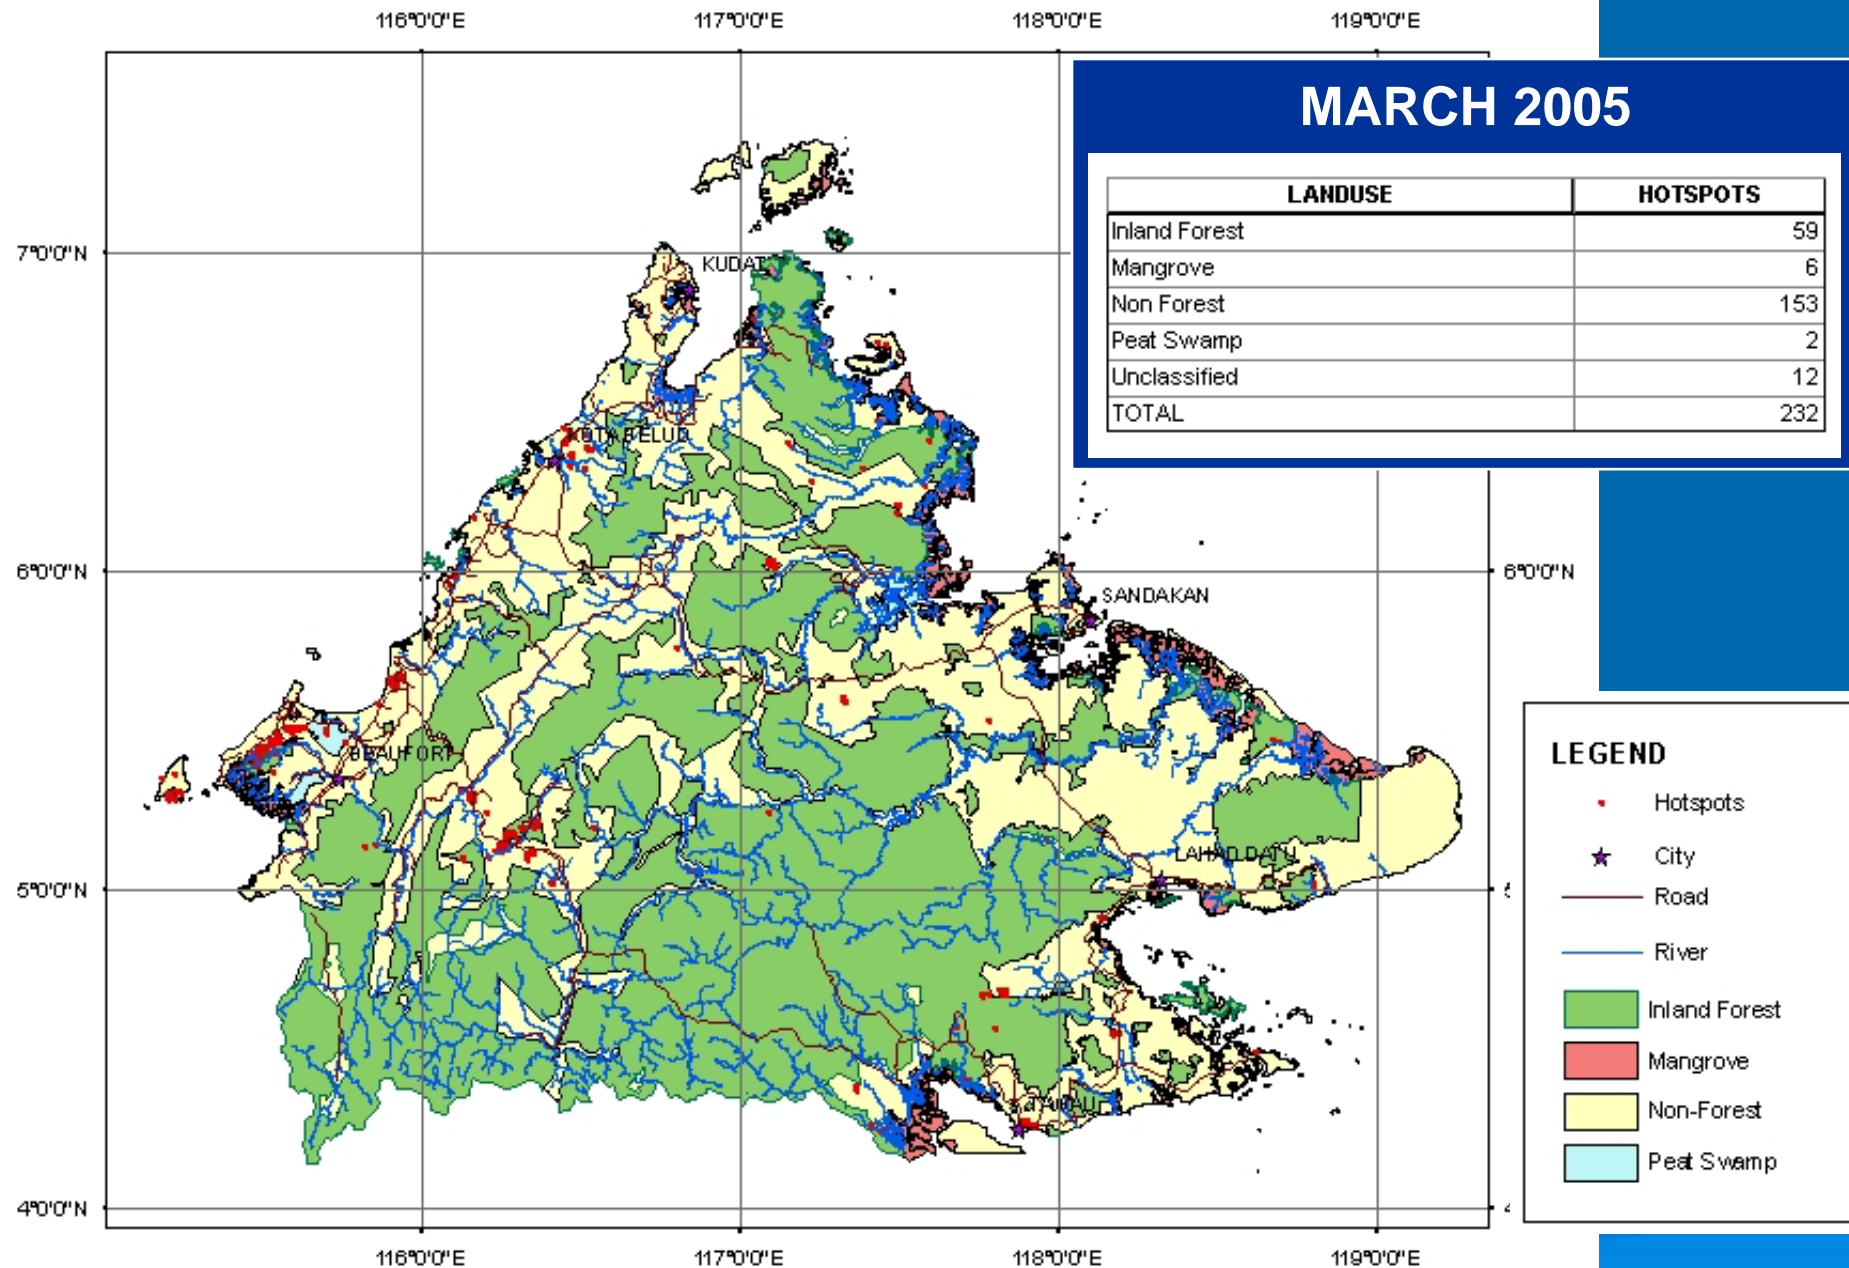 116°0'0"E 117°0'0"E 118°0'0"E 119°0'0"E
MARCH 2005
LANDUSE HOTSPOTS
Inland Forest 59
Mangrove 6
Non Forest 153
Peat Swamp 2
Unclassified 12
TOTAL 232
7°0'0"N
KUDAT
KOTA BELUD
6°0'0"N 6°0'0"N
SANDAKAN
BEAUFORT
LAHAD DATU
5°0'0"N
4°0'0"N
116°0'0"E 117°0'0"E 118°0'0"E 119°0'0"E
LEGEND
Hotspots
City
Road
River
Inland Forest
Mangrove
Non-Forest
Peat Swamp